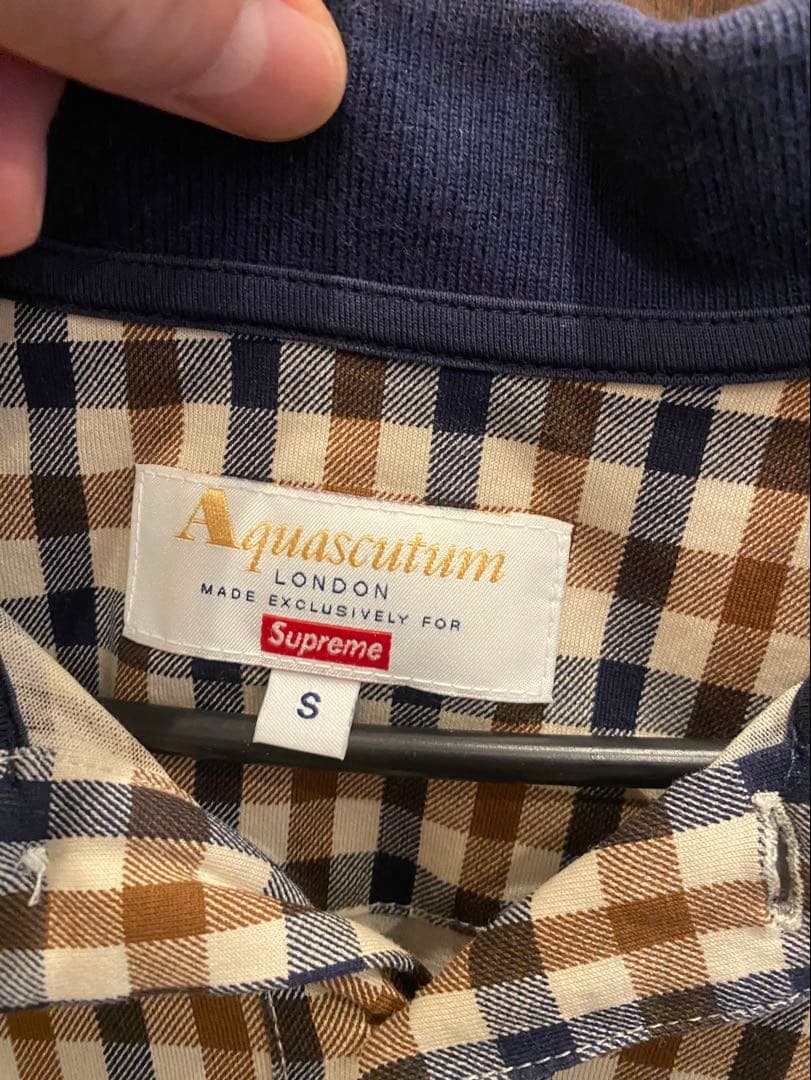 Aquascutum
LONDON
MADE EXCLUSIVELY FOR
Supreme
S